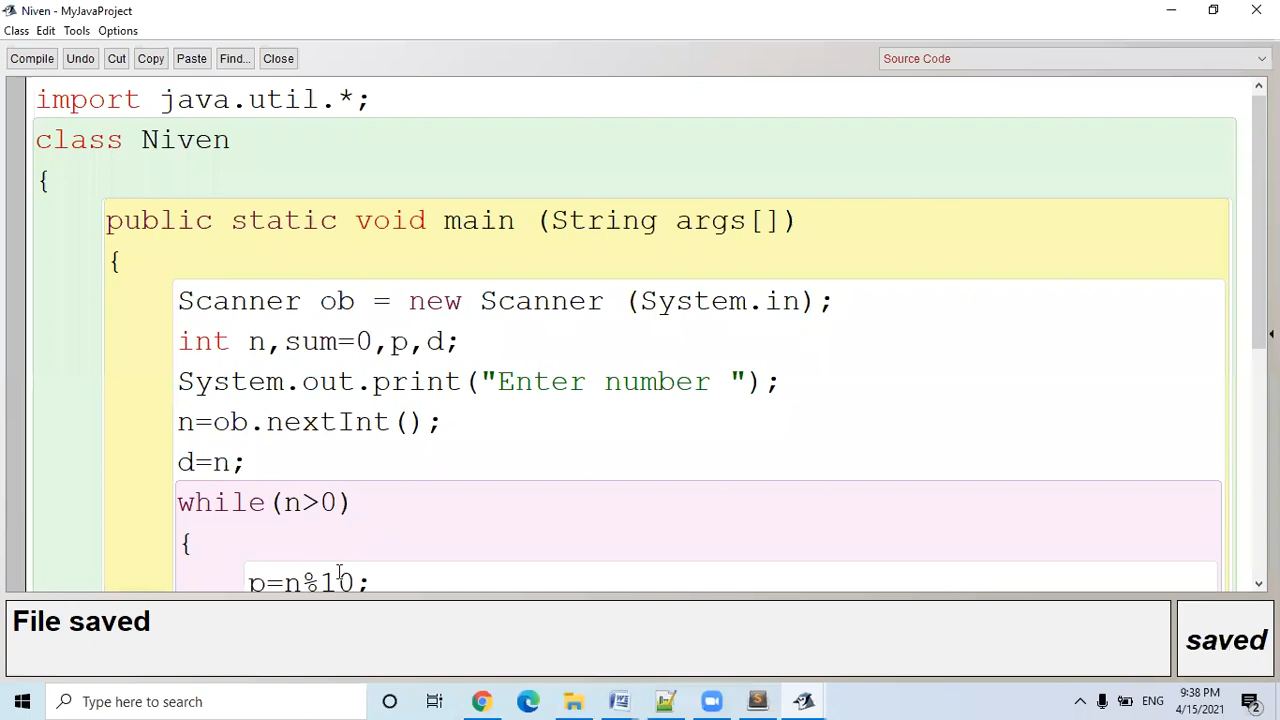 Niven - MyJavaProject
Class Edit Tools Options
Compile Undo Cut Copy Paste Find... Close Source Code
import java.util.*;
class Niven
{
public static void main (String args[])
{
Scanner ob = new Scanner (System.in);
int n,sum=0,p,d;
System.out.print("Enter number ");
n=ob.nextInt();
d=n;
while(n>0)
{
p=n%10;
File saved
saved
Type here to search
ENG
9:38 PM
4/15/2021
2